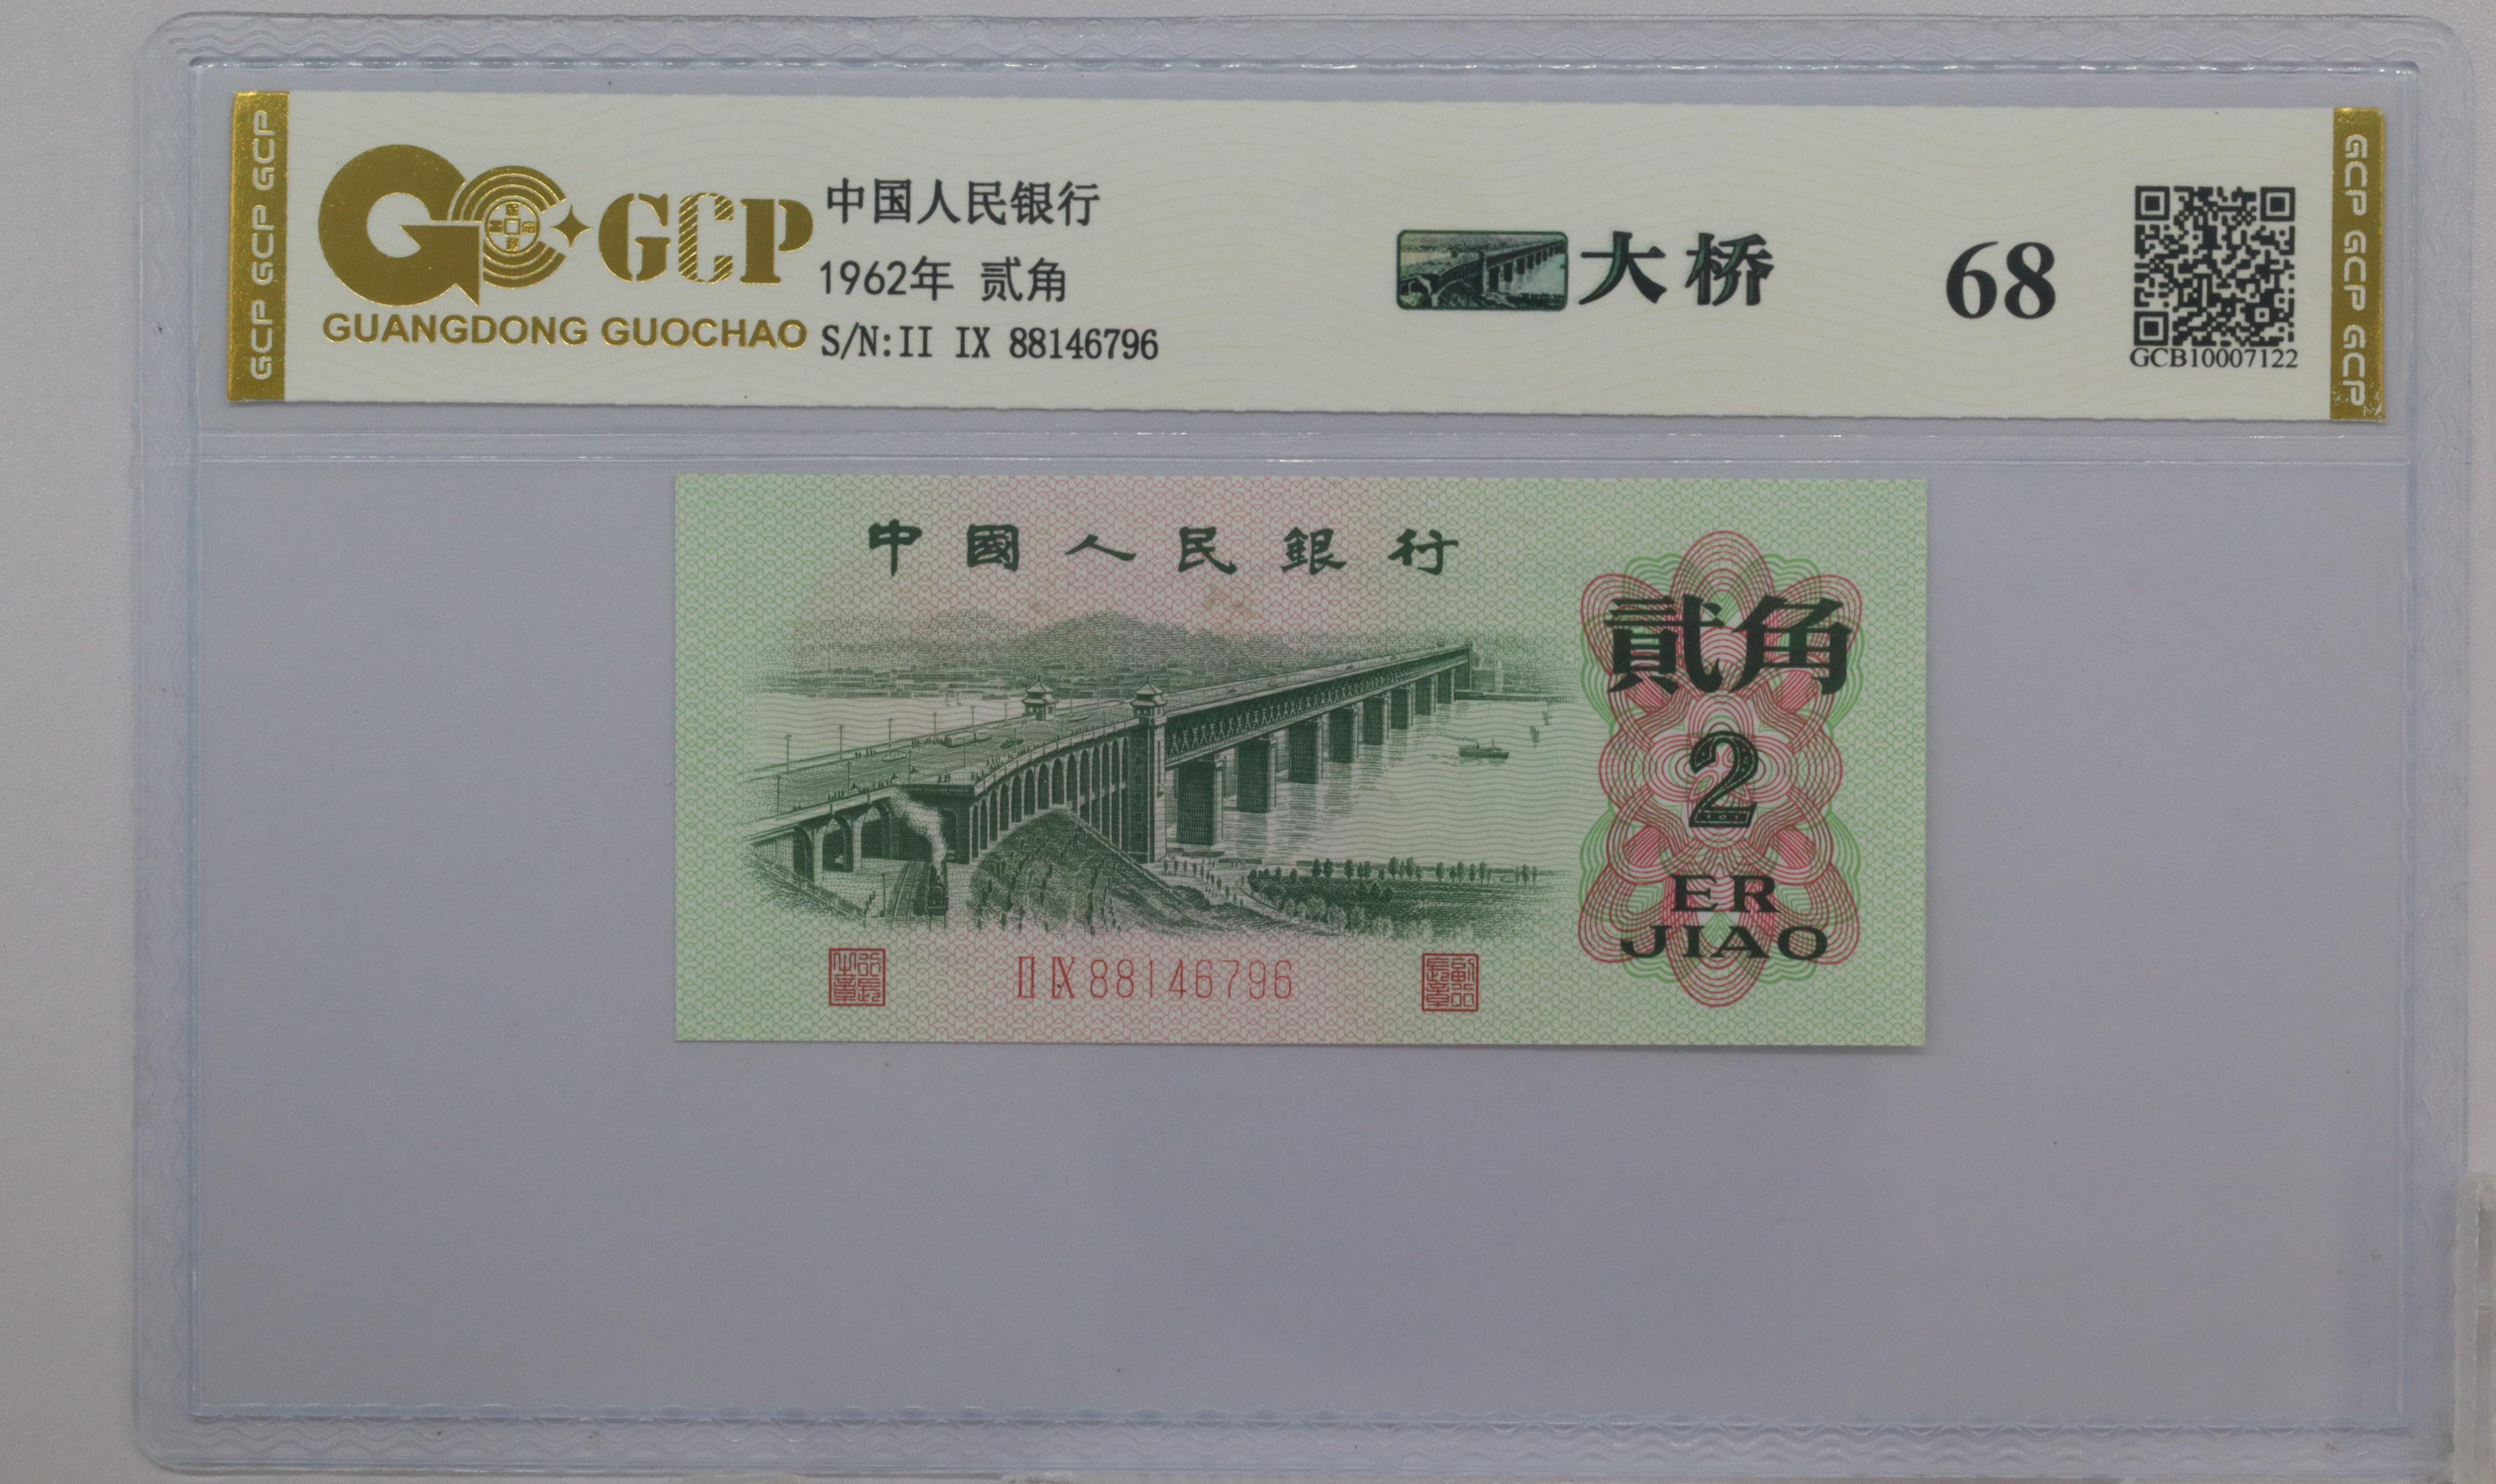 GCP GCP GCP
GCP
GUANGDONG GUOCHAO
中国人民银行
1962年 贰角
S/N:II IX 88146796
大桥
68
GCB10007122
GCP GCP GCP
中國人民銀行
貳角
2
ER
JIAO
II IX 88146796